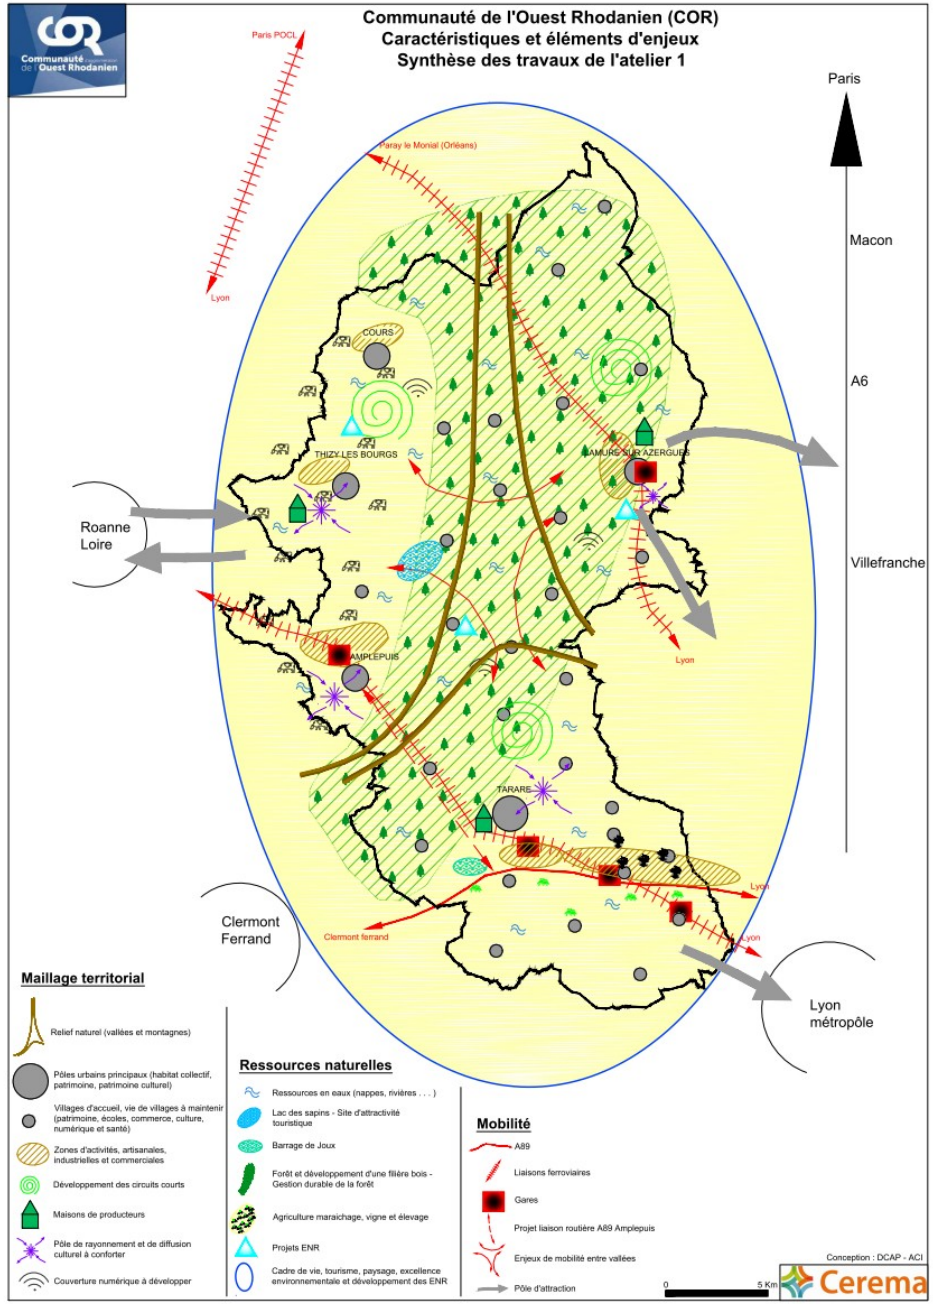 COR
Communauté
de l'Ouest Rhodanien
Communauté de l'Ouest Rhodanien (COR)
Caractéristiques et éléments d'enjeux
Synthèse des travaux de l'atelier 1
Paris POCL
Lyon
Paray le Monial (Orléans)
Paris
Macon
A6
Villefranche
COURS
THIZY LES BOURGS
LAMURE SUR AZERGUES
Roanne
Loire
AMPLEPUIS
Lyon
TARARE
Clermont
Ferrand
Clermont ferrand
Lyon
Lyon
Lyon
métropôle
Maillage territorial
Relief naturel (vallées et montagnes)
Pôles urbains principaux (habitat collectif,
patrimoine, patrimoine culturel)
Villages d'accueil, vie de villages à maintenir
(patrimoine, écoles, commerce, culture,
numérique et santé)
Zones d'activités, artisanales,
industrielles et commerciales
Développement des circuits courts
Maisons de producteurs
Pôle de rayonnement et de diffusion
culturel à conforter
Couverture numérique à développer
Ressources naturelles
Ressources en eaux (nappes, rivières . . . )
Lac des sapins - Site d'attractivité
touristique
Barrage de Joux
Forêt et développement d'une filière bois -
Gestion durable de la forêt
Agriculture maraichage, vigne et élevage
Projets ENR
Cadre de vie, tourisme, paysage, excellence
environnementale et développement des ENR
Mobilité
A89
Liaisons ferroviaires
Gares
Projet liaison routière A89 Amplepuis
Enjeux de mobilité entre vallées
Pôle d'attraction
0 5 Km
Conception : DCAP - ACI
Cerema